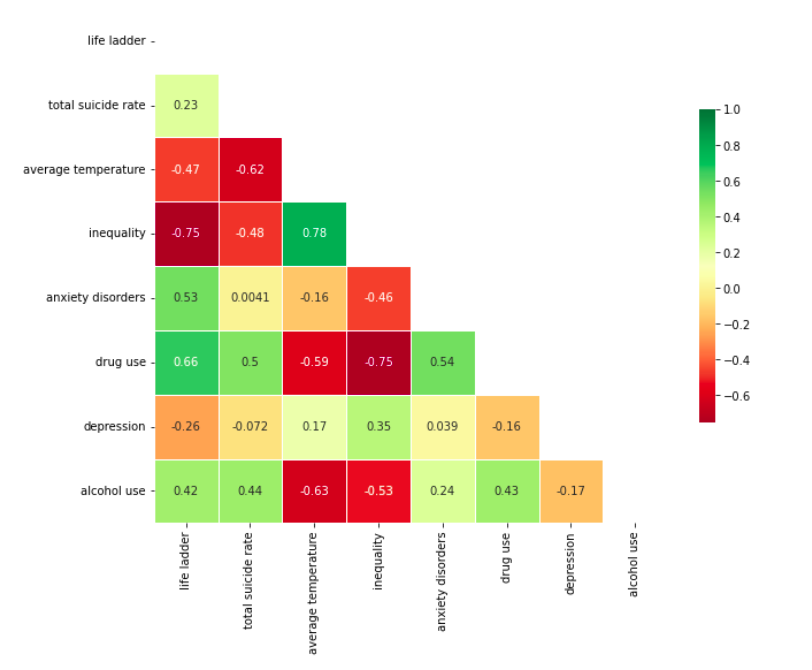 life ladder
total suicide rate 0.23
average temperature -0.47 -0.62
inequality -0.75 -0.48 0.78
anxiety disorders 0.53 0.0041 -0.16 -0.46
drug use 0.66 0.5 -0.59 -0.75 0.54
depression -0.26 -0.072 0.17 0.35 0.039 -0.16
alcohol use 0.42 0.44 -0.63 -0.53 0.24 0.43 -0.17
life ladder
total suicide rate
average temperature
inequality
anxiety disorders
drug use
depression
alcohol use
1.0
0.8
0.6
0.4
0.2
0.0
−0.2
−0.4
−0.6